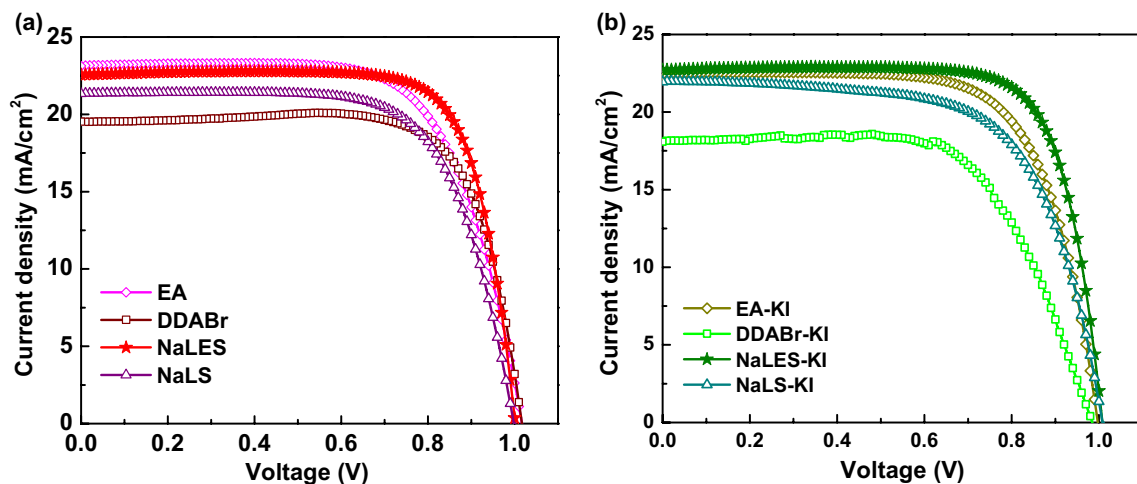 (a)
25
20
15
10
5
0
Current density (mA/cm²)
EA
DDABr
NaLES
NaLS
0.0 0.2 0.4 0.6 0.8 1.0
Voltage (V)
(b)
25
20
15
10
5
0
Current density (mA/cm²)
EA-KI
DDABr-KI
NaLES-KI
NaLS-KI
0.0 0.2 0.4 0.6 0.8 1.0
Voltage (V)